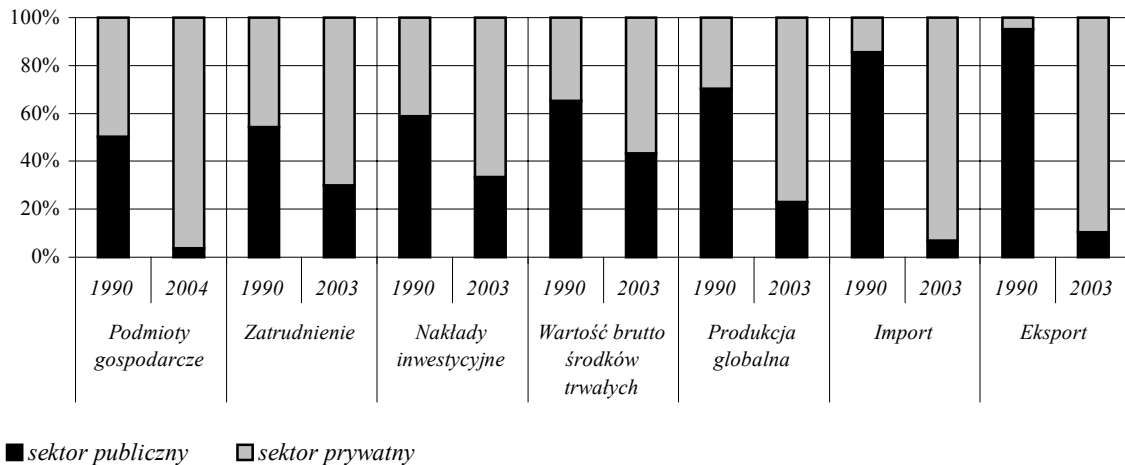 100%
80%
60%
40%
20%
0%
1990 2004 1990 2003 1990 2003 1990 2003 1990 2003 1990 2003 1990 2003
Podmioty gospodarcze
Zatrudnienie
Nakłady inwestycyjne
Wartość brutto środków trwałych
Produkcja globalna
Import
Eksport
sektor publiczny sektor prywatny